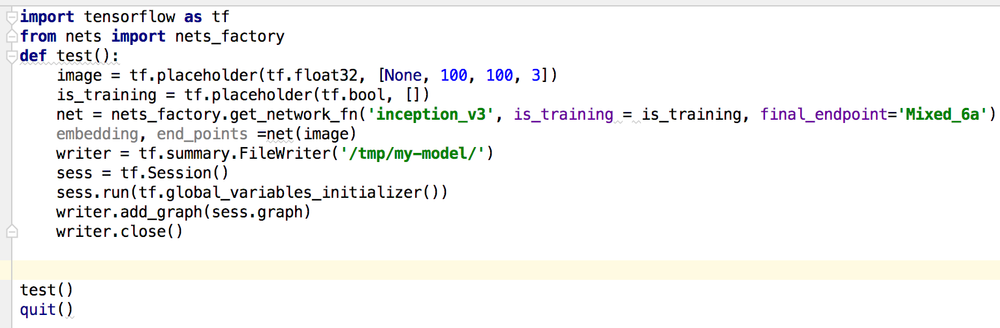 import tensorflow as tf
from nets import nets_factory
def test():
    image = tf.placeholder(tf.float32, [None, 100, 100, 3])
    is_training = tf.placeholder(tf.bool, [])
    net = nets_factory.get_network_fn('inception_v3', is_training = is_training, final_endpoint='Mixed_6a')
    embedding, end_points =net(image)
    writer = tf.summary.FileWriter('/tmp/my-model/')
    sess = tf.Session()
    sess.run(tf.global_variables_initializer())
    writer.add_graph(sess.graph)
    writer.close()
test()
quit()